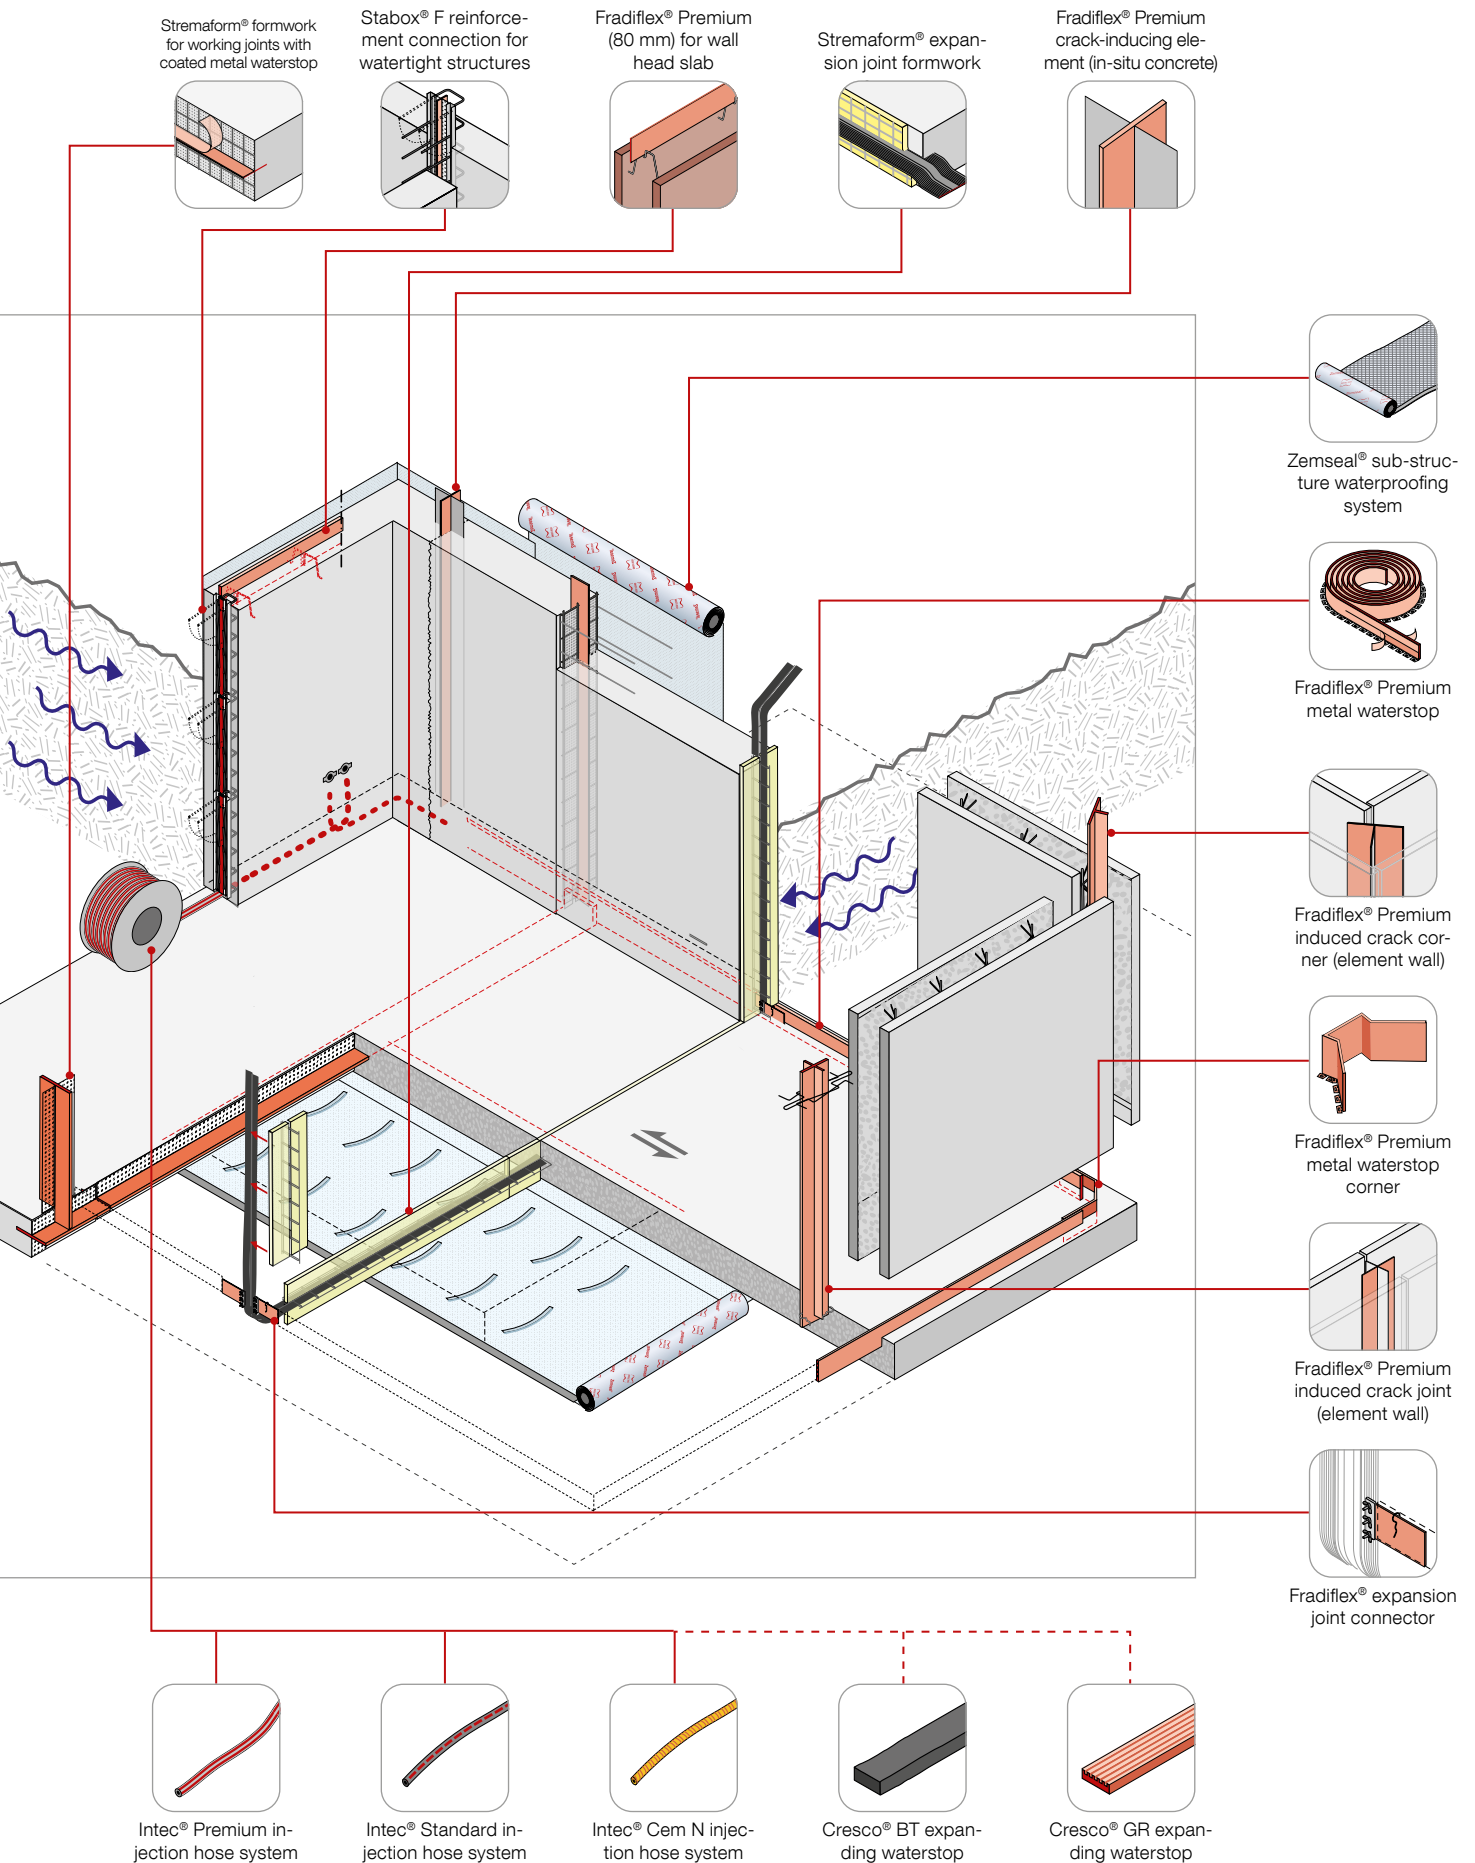 Stremaform® formwork
for working joints with
coated metal waterstop
Stabox® F reinforce-
ment connection for
watertight structures
Fradiflex® Premium
(80 mm) for wall
head slab
Stremaform® expan-
sion joint formwork
Fradiflex® Premium
crack-inducing ele-
ment (in-situ concrete)
Zemseal® sub-struc-
ture waterproofing
system
Fradiflex® Premium
metal waterstop
Fradiflex® Premium
induced crack cor-
ner (element wall)
Fradiflex® Premium
metal waterstop
corner
Fradiflex® Premium
induced crack joint
(element wall)
Fradiflex® expansion
joint connector
Intec® Premium in-
jection hose system
Intec® Standard in-
jection hose system
Intec® Cem N injec-
tion hose system
Cresco® BT expan-
ding waterstop
Cresco® GR expan-
ding waterstop